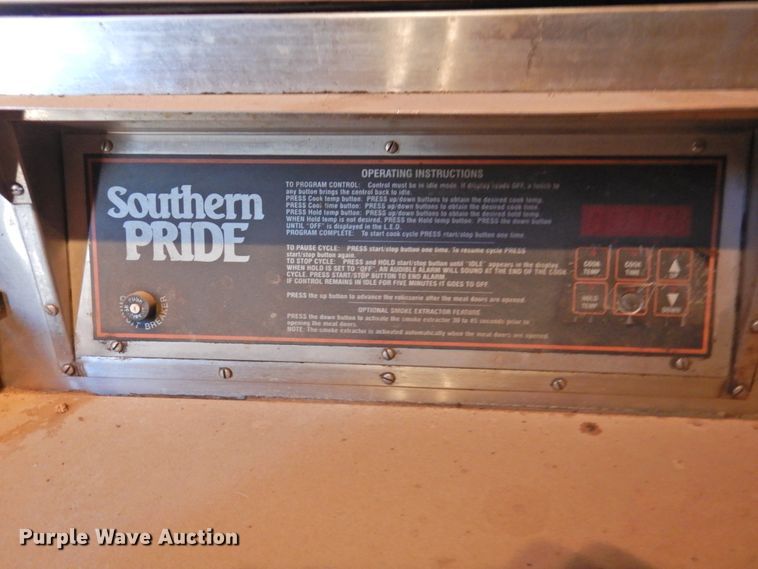 Southern
PRIDE
CIRCUIT BREAKER
OPERATING INSTRUCTIONS
TO PROGRAM CONTROL: Control must be in idle mode. If display reads OFF, a touch to
any button brings the control back to idle.
PRESS Cook temp button: PRESS up/down buttons to obtain the desired cook temp.
PRESS Cook time button: PRESS up/down buttons to obtain the desired cook time.
PRESS Hold temp button: PRESS up/down buttons to obtain the desired hold temp.
WHEN Hold temp is not desired, PRESS the Hold temp button: PRESS the down button
UNTIL "OFF" is displayed in the L.E.D.
PROGRAM COMPLETE: To start cook cycle PRESS start/stop button one time.
TO PAUSE CYCLE: PRESS start/stop button one time. To resume cycle PRESS
start/stop button again.
TO STOP CYCLE: PRESS and HOLD start/stop button until "IDLE" appears in the display.
WHEN HOLD IS SET TO "OFF", AN AUDIBLE ALARM WILL SOUND AT THE END OF THE COOK
CYCLE. PRESS START/STOP BUTTON TO END ALARM.
IF CONTROL REMAINS IN IDLE FOR FIVE MINUTES IT GOES TO OFF.
PRESS the up button to advance the rotisserie after the meat doors are opened.
OPTIONAL SMOKE EXTRACTOR FEATURE
PRESS the down button to activate the smoke extractor 30 to 45 seconds prior to
opening the meat doors.
NOTE: The smoke extractor is activated automatically when the meat doors are opened.
COOK TEMP
COOK TIME
HOLD TEMP
DOWN
Purple Wave Auction